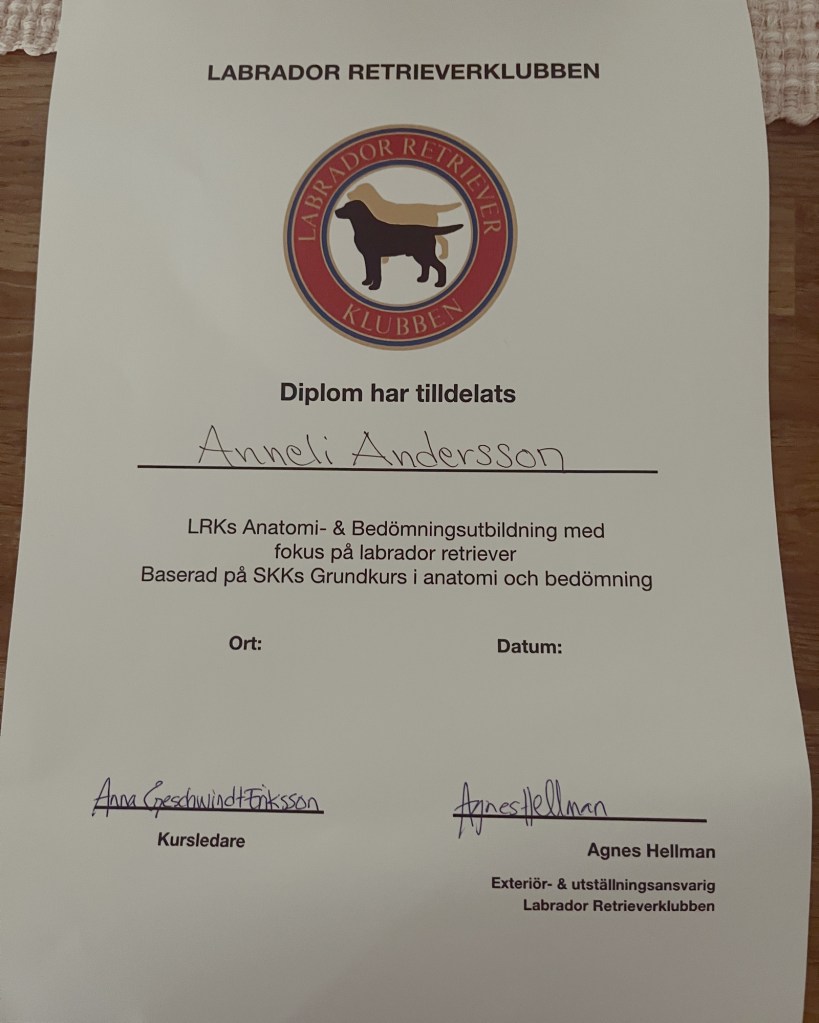 LABRADOR RETRIEVERKLUBBEN
LABRADOR RETRIEVER
KLUBBEN
Diplom har tilldelats
Anneli Andersson
LRKs Anatomi- & Bedömningsutbildning med
fokus på labrador retriever
Baserad på SKKs Grundkurs i anatomi och bedömning
Ort: Datum:
Anna Geschwindt Eriksson Agnes Hellman
Kursledare
Agnes Hellman
Exteriör- & utställningsansvarig
Labrador Retrieverklubben